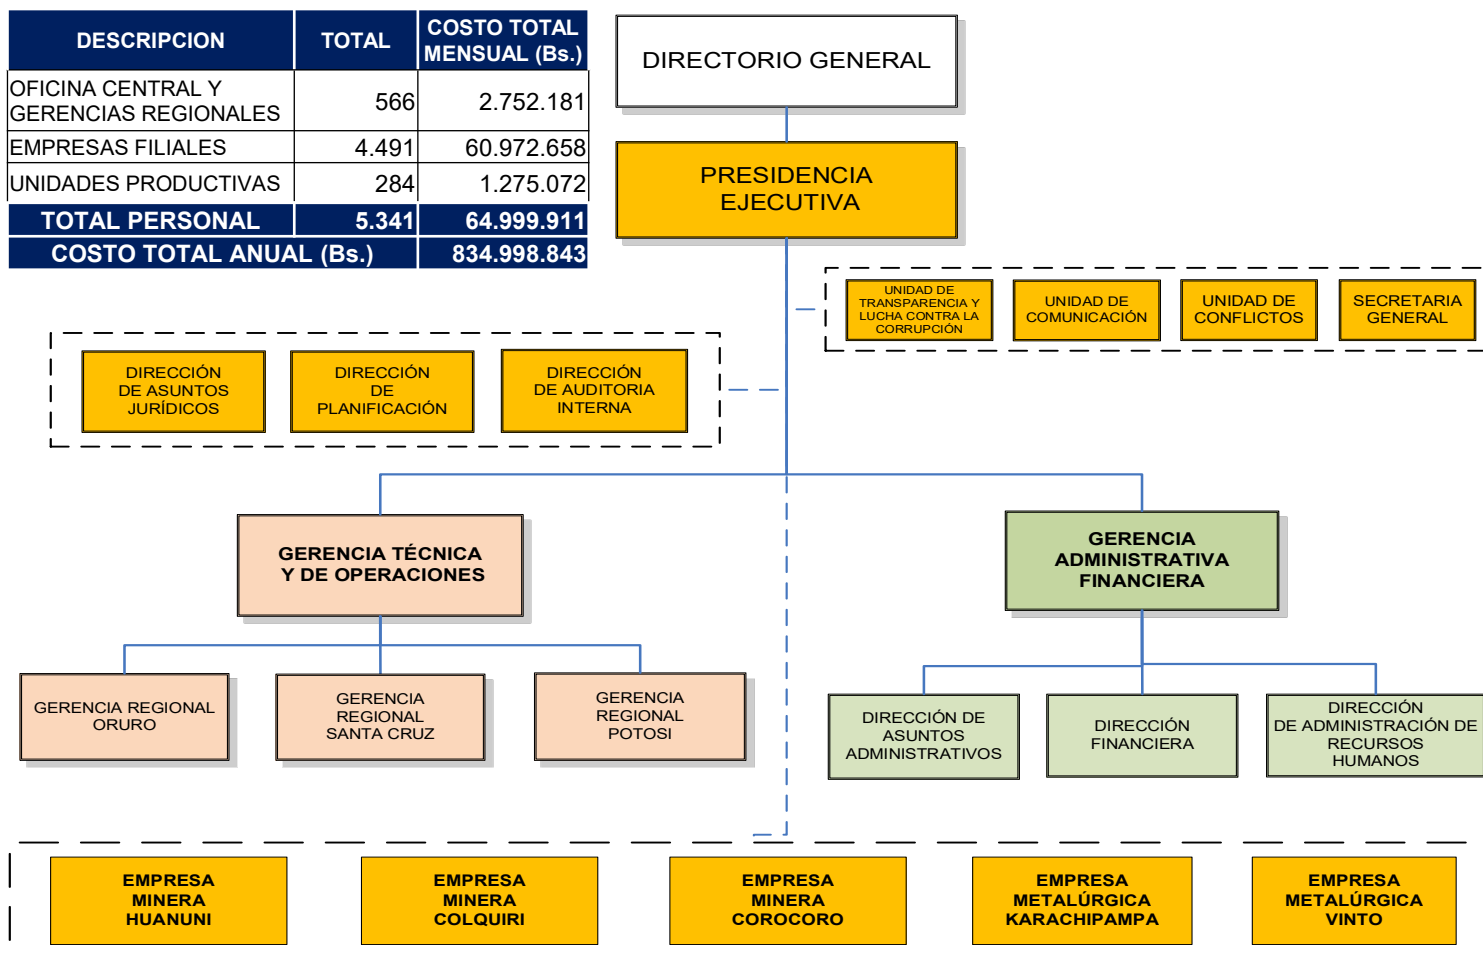 DESCRIPCION TOTAL COSTO TOTAL
MENSUAL (Bs.)
OFICINA CENTRAL Y
GERENCIAS REGIONALES 566 2.752.181
EMPRESAS FILIALES 4.491 60.972.658
UNIDADES PRODUCTIVAS 284 1.275.072
TOTAL PERSONAL 5.341 64.999.911
COSTO TOTAL ANUAL (Bs.) 834.998.843
DIRECTORIO GENERAL
PRESIDENCIA
EJECUTIVA
UNIDAD DE
TRANSPARENCIA Y
LUCHA CONTRA LA
CORRUPCIÓN
UNIDAD DE
COMUNICACIÓN
UNIDAD DE
CONFLICTOS
SECRETARIA
GENERAL
DIRECCIÓN
DE ASUNTOS
JURÍDICOS
DIRECCIÓN
DE
PLANIFICACIÓN
DIRECCIÓN
DE AUDITORIA
INTERNA
GERENCIA TÉCNICA
Y DE OPERACIONES
GERENCIA
ADMINISTRATIVA
FINANCIERA
GERENCIA REGIONAL
ORURO
GERENCIA
REGIONAL
SANTA CRUZ
GERENCIA
REGIONAL
POTOSI
DIRECCIÓN DE
ASUNTOS
ADMINISTRATIVOS
DIRECCIÓN
FINANCIERA
DIRECCIÓN
DE ADMINISTRACIÓN DE
RECURSOS
HUMANOS
EMPRESA
MINERA
HUANUNI
EMPRESA
MINERA
COLQUIRI
EMPRESA
MINERA
COROCORO
EMPRESA
METALÚRGICA
KARACHIPAMPA
EMPRESA
METALÚRGICA
VINTO